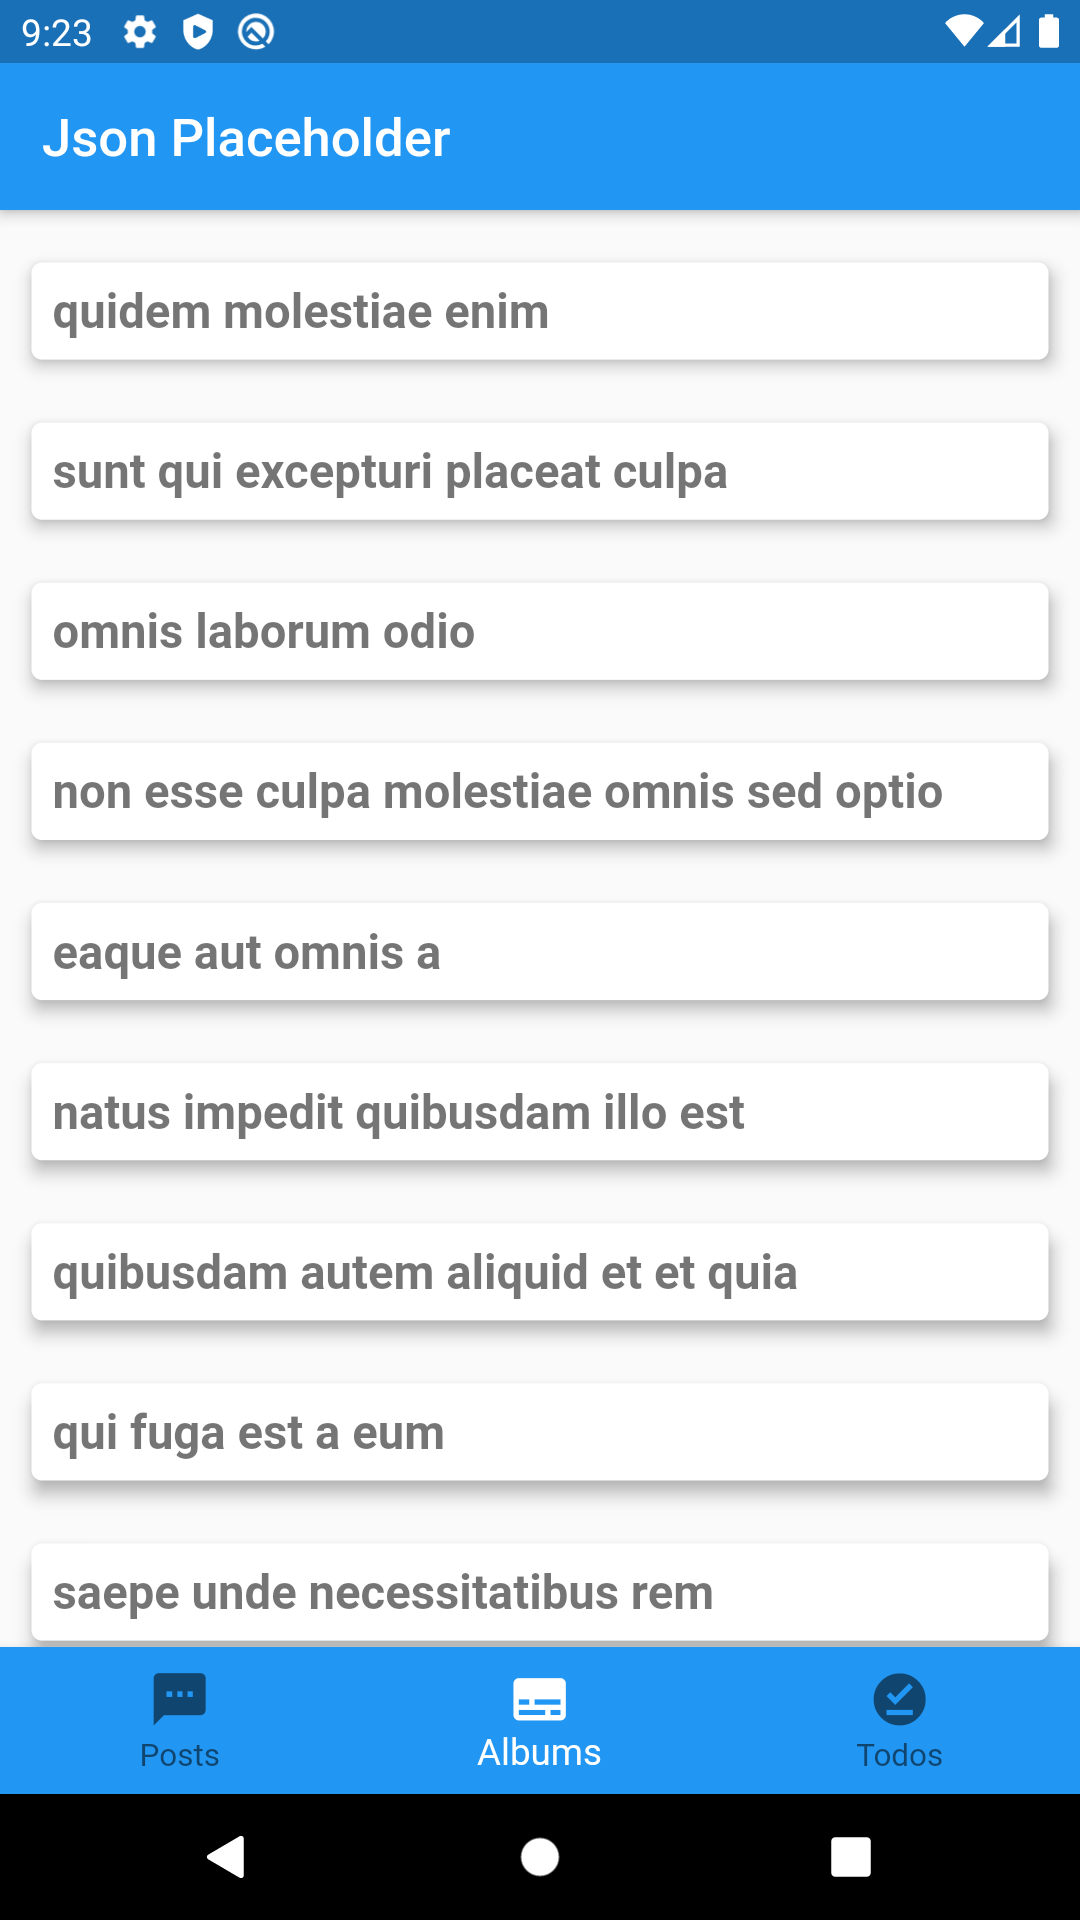 9:23
Json Placeholder
quidem molestiae enim
sunt qui excepturi placeat culpa
omnis laborum odio
non esse culpa molestiae omnis sed optio
eaque aut omnis a
natus impedit quibusdam illo est
quibusdam autem aliquid et et quia
qui fuga est a eum
saepe unde necessitatibus rem
Posts
Albums
Todos